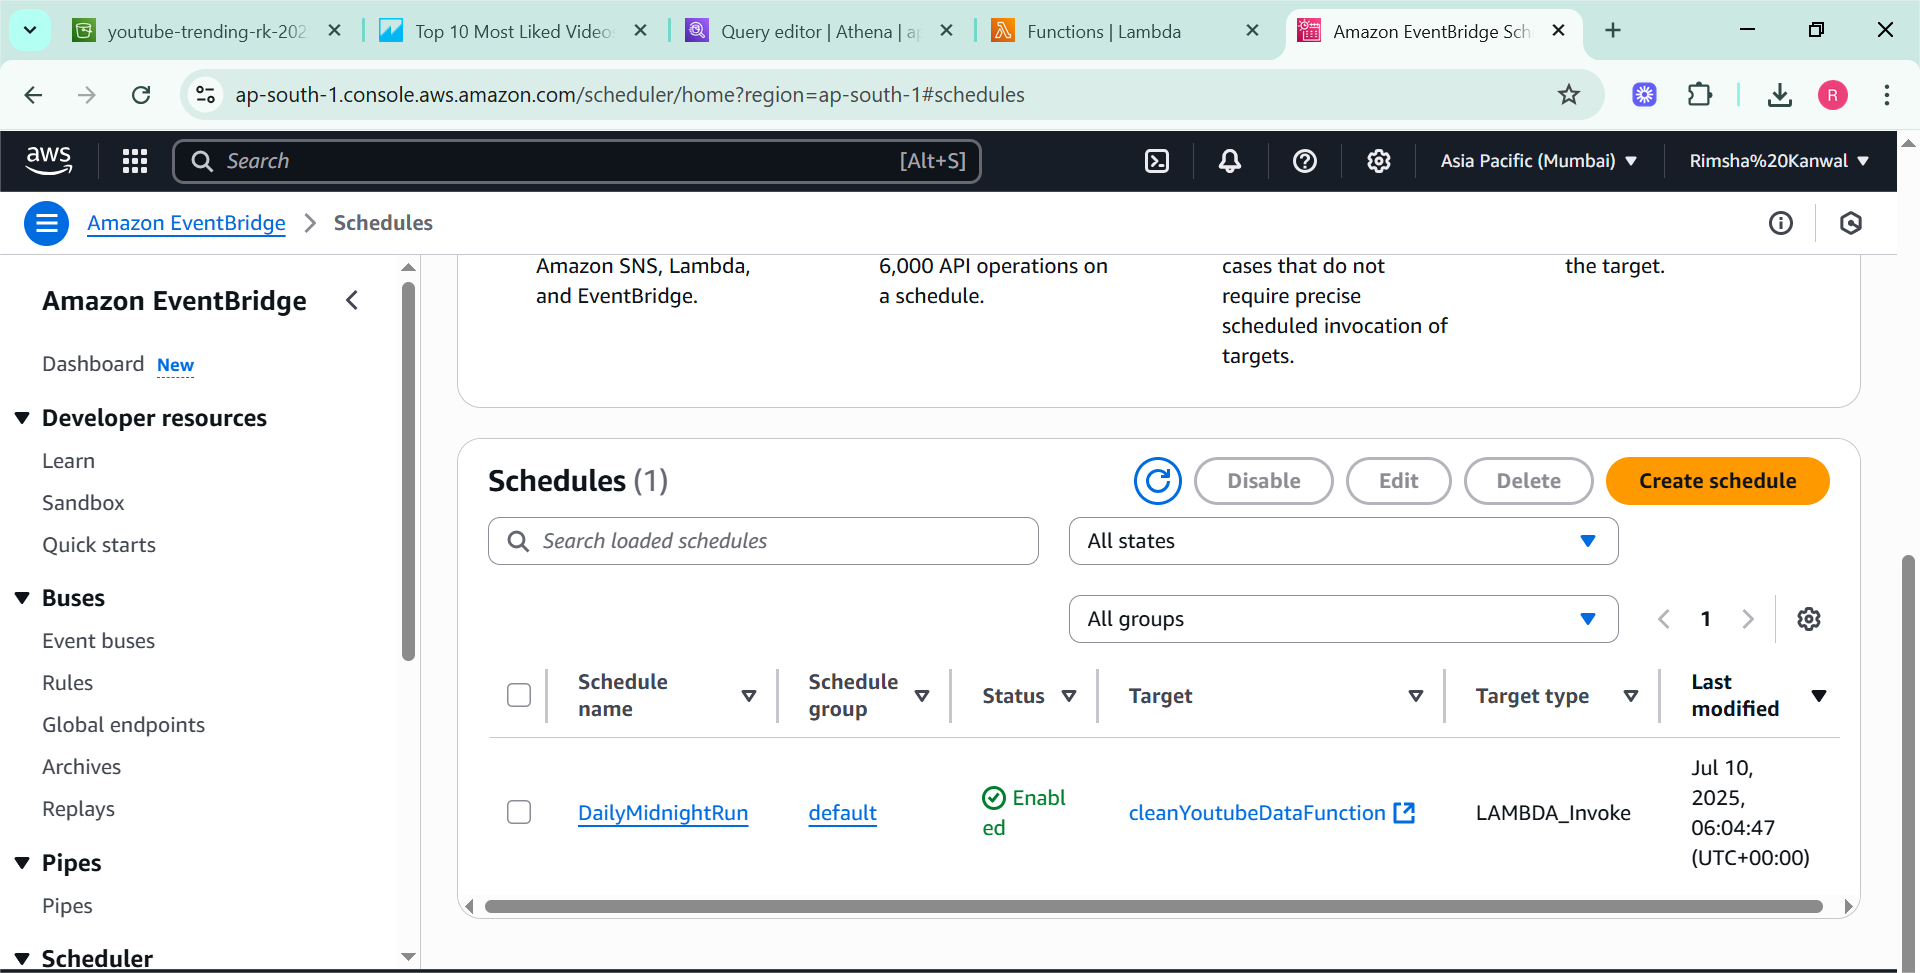 youtube-trending-rk-202
Top 10 Most Liked Video
Query editor | Athena | ap
Functions | Lambda
Amazon EventBridge Sch
ap-south-1.console.aws.amazon.com/scheduler/home?region=ap-south-1#schedules
R
aws
Search
[Alt+S]
Asia Pacific (Mumbai)
Rimsha%20Kanwal
Amazon EventBridge
Schedules
Amazon EventBridge
Dashboard New
Developer resources
Learn
Sandbox
Quick starts
Buses
Event buses
Rules
Global endpoints
Archives
Replays
Pipes
Pipes
Scheduler
Amazon SNS, Lambda,
and EventBridge.
6,000 API operations on
a schedule.
cases that do not
require precise
scheduled invocation of
targets.
the target.
Schedules (1)
Disable
Edit
Delete
Create schedule
Search loaded schedules
All states
All groups
1
Schedule
name
Schedule
group
Status
Target
Target type
Last
modified
DailyMidnightRun
default
Enabl
ed
cleanYoutubeDataFunction
LAMBDA_Invoke
Jul 10,
2025,
06:04:47
(UTC+00:00)